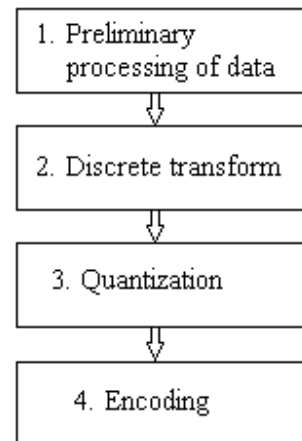 1. Preliminary
processing of data
2. Discrete transform
3. Quantization
4. Encoding